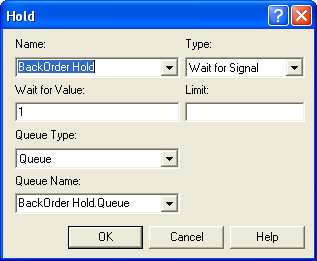 Hold
Name: Type:
BackOrder Hold Wait for Signal
Wait for Value: Limit:
1
Queue Type:
Queue
Queue Name:
BackOrder Hold.Queue
OK Cancel Help